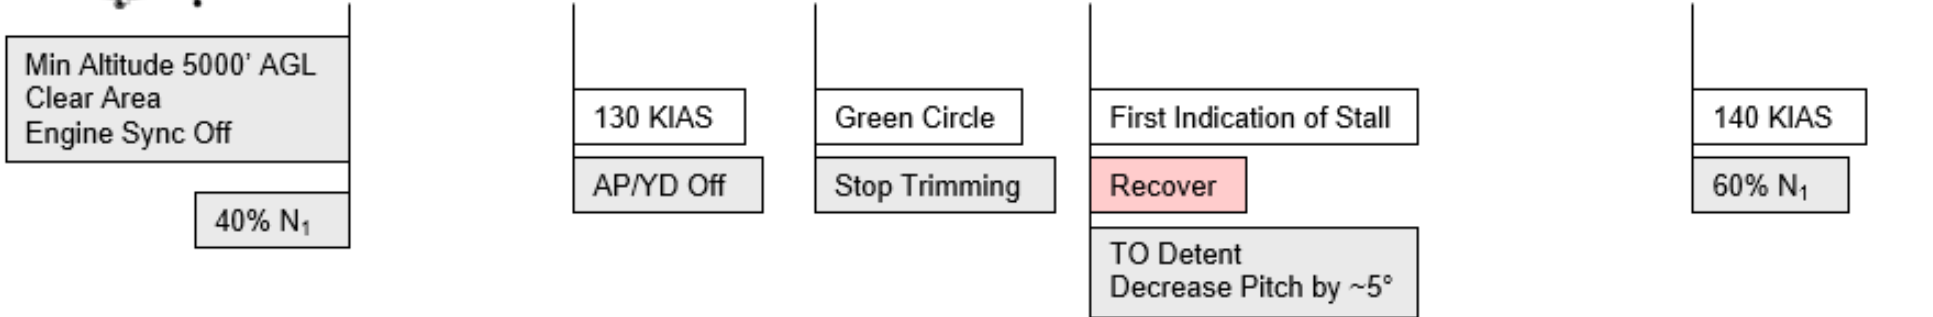 Min Altitude 5000’ AGL
Clear Area
Engine Sync Off
40% N₁
130 KIAS
AP/YD Off
Green Circle
Stop Trimming
First Indication of Stall
Recover
TO Detent
Decrease Pitch by ~5°
140 KIAS
60% N₁